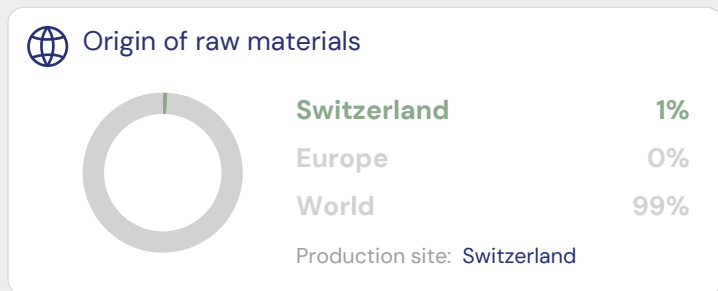 Origin of raw materials
Switzerland 1%
Europe 0%
World 99%
Production site: Switzerland